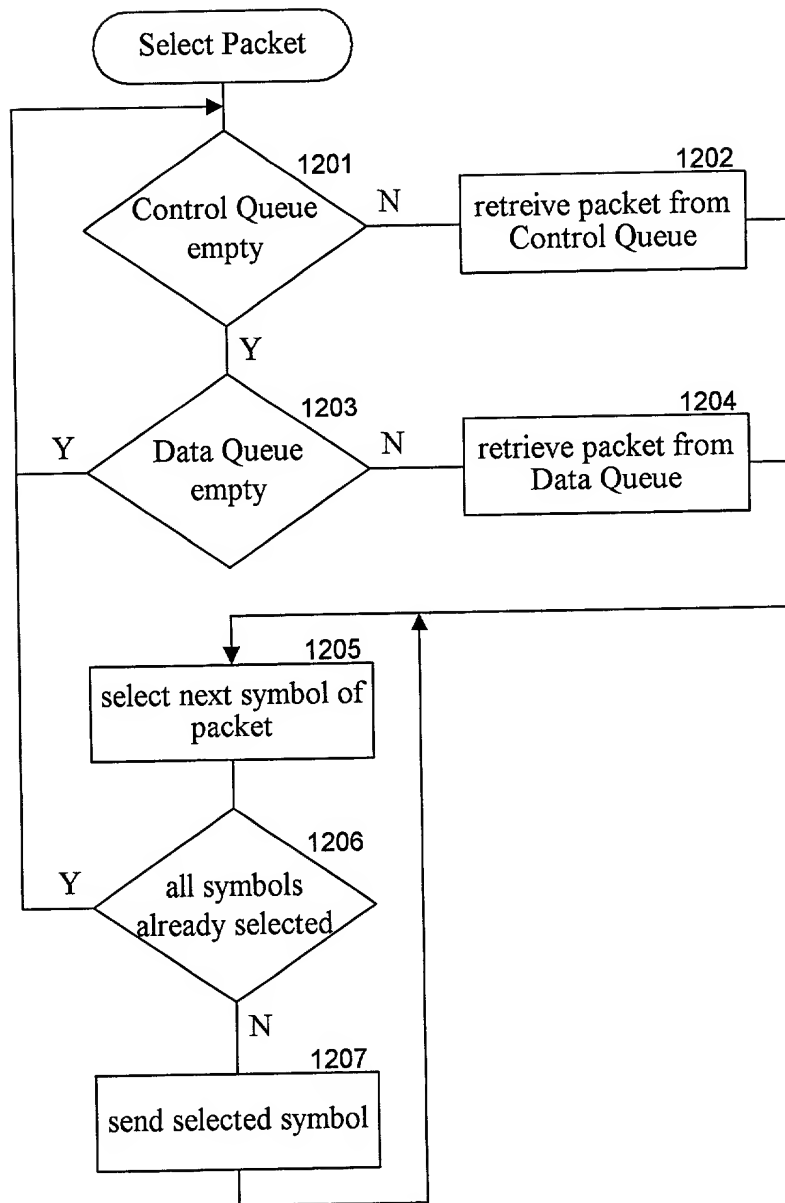 Select Packet
1201
Control Queue
empty
N
1202
retreive packet from
Control Queue
Y
1203
Data Queue
empty
Y
N
1204
retrieve packet from
Data Queue
1205
select next symbol of
packet
1206
all symbols
already selected
Y
N
1207
send selected symbol